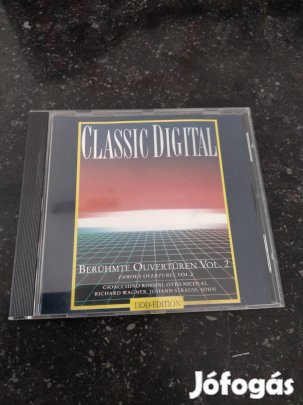 CLASSIC DIGITAL
BERÜHMTE OUVERTÜREN VOL. 2
FAMOUS OVERTURES VOL.2
GIOACCHINO ROSSINI, OTTO NICOLAI,
RICHARD WAGNER, JOHANN STRAUSS, SOHN
DDD-EDITION
Jófogás